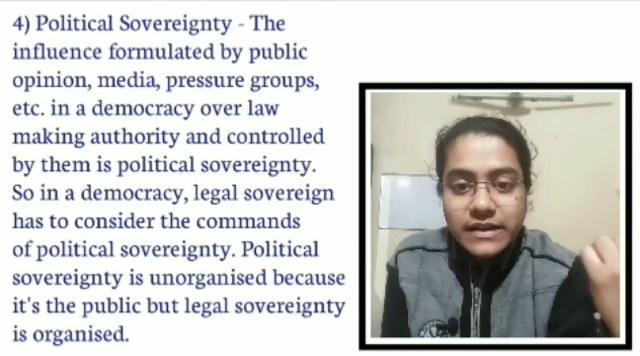 4) Political Sovereignty - The
influence formulated by public
opinion, media, pressure groups,
etc. in a democracy over law
making authority and controlled
by them is political sovereignty.
So in a democracy, legal sovereign
has to consider the commands
of political sovereignty. Political
sovereignty is unorganised because
it's the public but legal sovereignty
is organised.